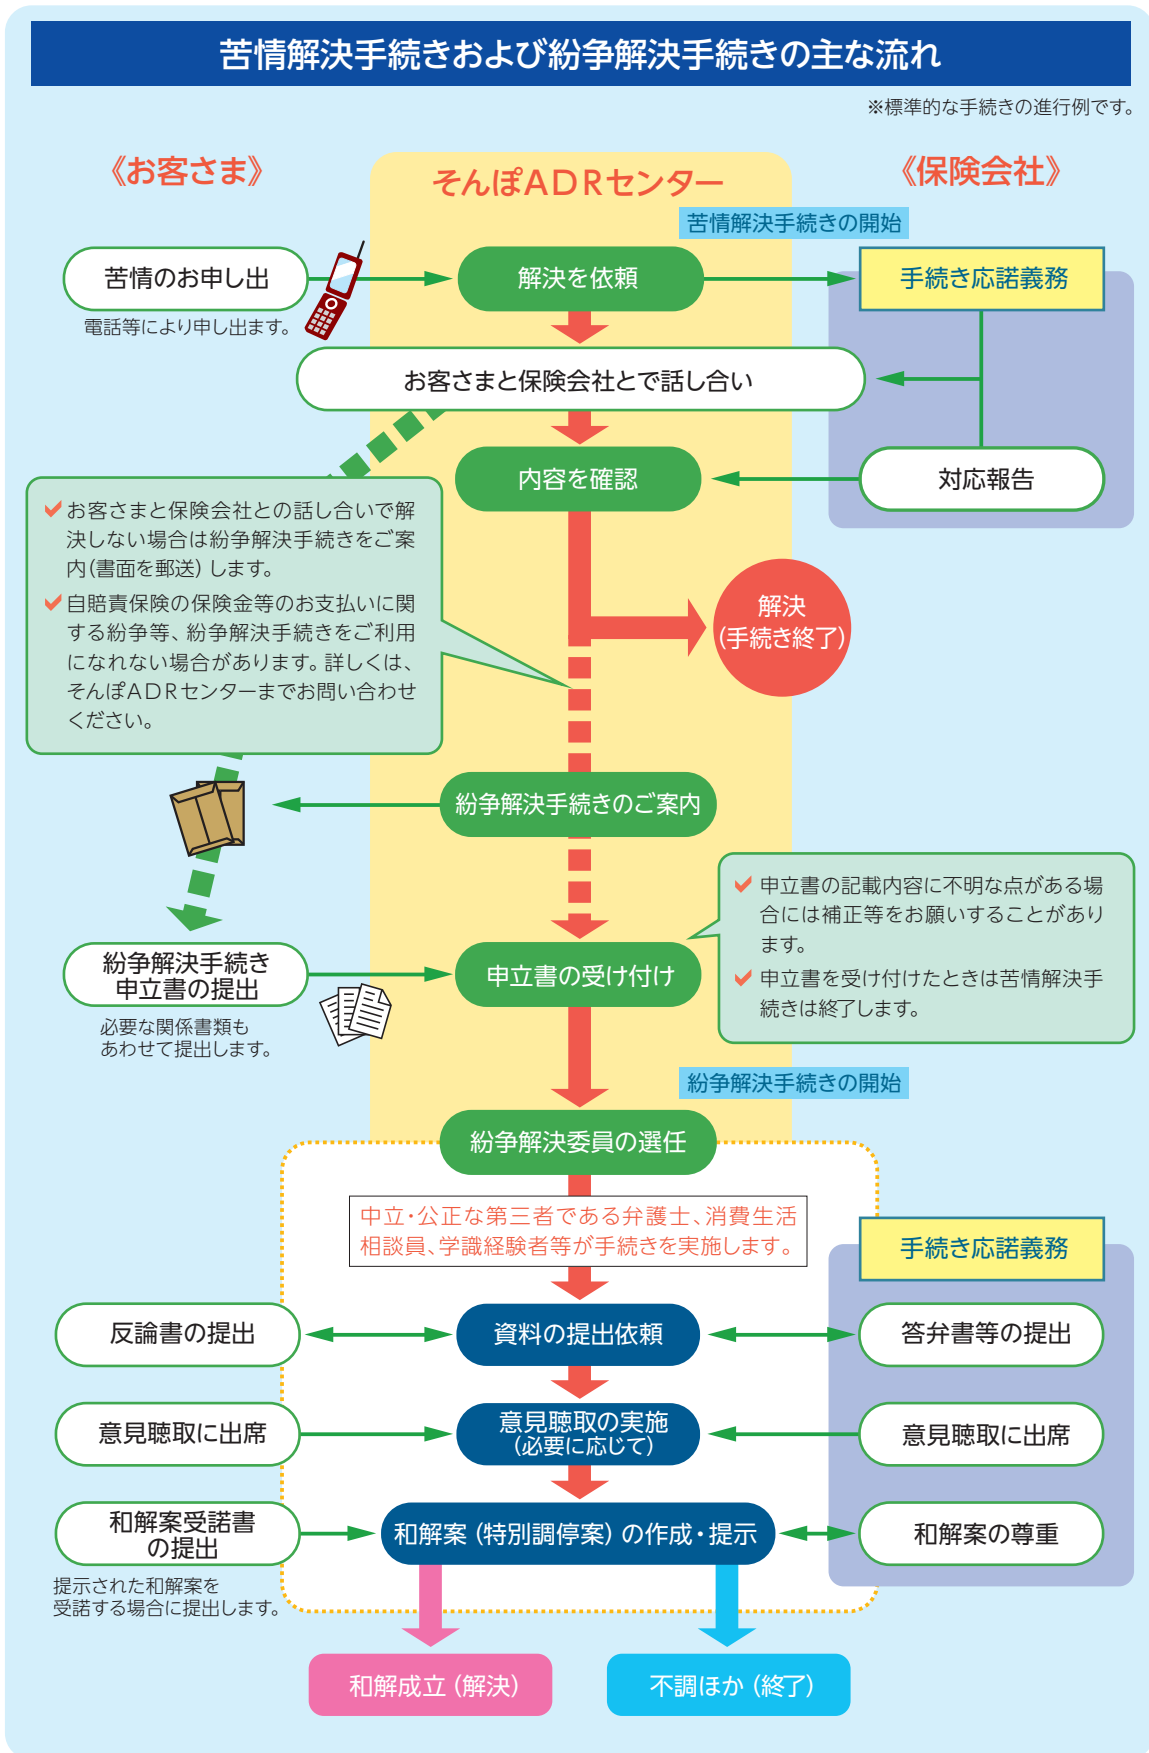 苦情解決手続きおよび紛争解決手続きの主な流れ
※標準的な手続きの進行例です。
《お客さま》
そんぽADRセンター
《保険会社》
苦情解決手続きの開始
苦情のお申し出
解決を依頼
手続き応諾義務
電話等により申し出ます。
お客さまと保険会社とで話し合い
内容を確認
対応報告
お客さまと保険会社との話し合いで解
決しない場合は紛争解決手続きをご案
内(書面を郵送)します。
自賠責保険の保険金等のお支払いに関
する紛争等、紛争解決手続きをご利用
になれない場合があります。詳しくは、
そんぽADRセンターまでお問い合わせ
ください。
解決
(手続き終了)
紛争解決手続きのご案内
申立書の記載内容に不明な点がある場
合には補正等をお願いすることがあり
ます。
申立書を受け付けたときは苦情解決手
続きは終了します。
紛争解決手続き
申立書の提出
申立書の受け付け
必要な関係書類も
あわせて提出します。
紛争解決手続きの開始
紛争解決委員の選任
中立・公正な第三者である弁護士、消費生活
相談員、学識経験者等が手続きを実施します。
手続き応諾義務
反論書の提出
資料の提出依頼
答弁書等の提出
意見聴取に出席
意見聴取の実施
(必要に応じて)
意見聴取に出席
和解案受諾書
の提出
和解案(特別調停案)の作成・提示
和解案の尊重
提示された和解案を
受諾する場合に提出します。
和解成立(解決)
不調ほか(終了)